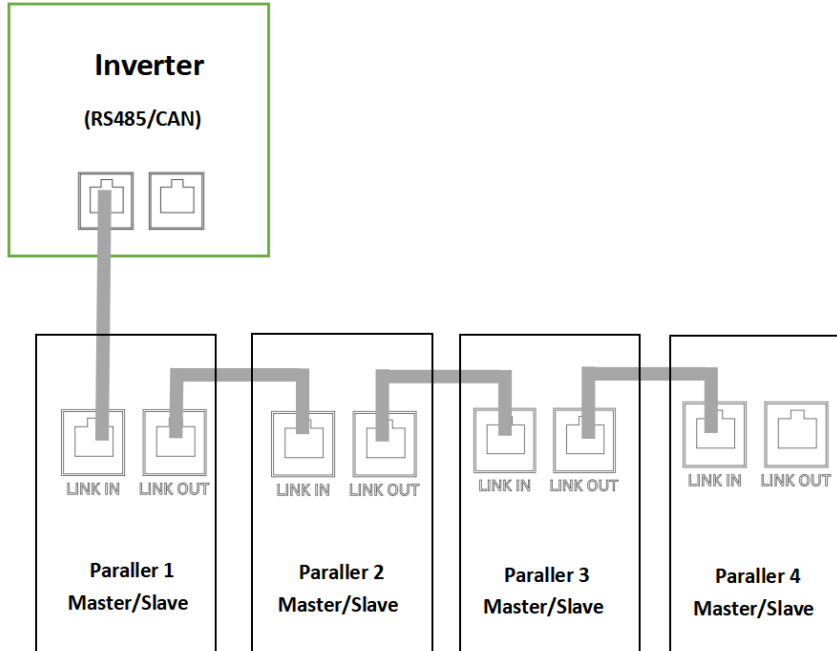 Inverter
(RS485/CAN)
LINK IN LINK OUT LINK IN LINK OUT LINK IN LINK OUT LINK IN LINK OUT
Paraller 1 Paraller 2 Paraller 3 Paraller 4
Master/Slave Master/Slave Master/Slave Master/Slave